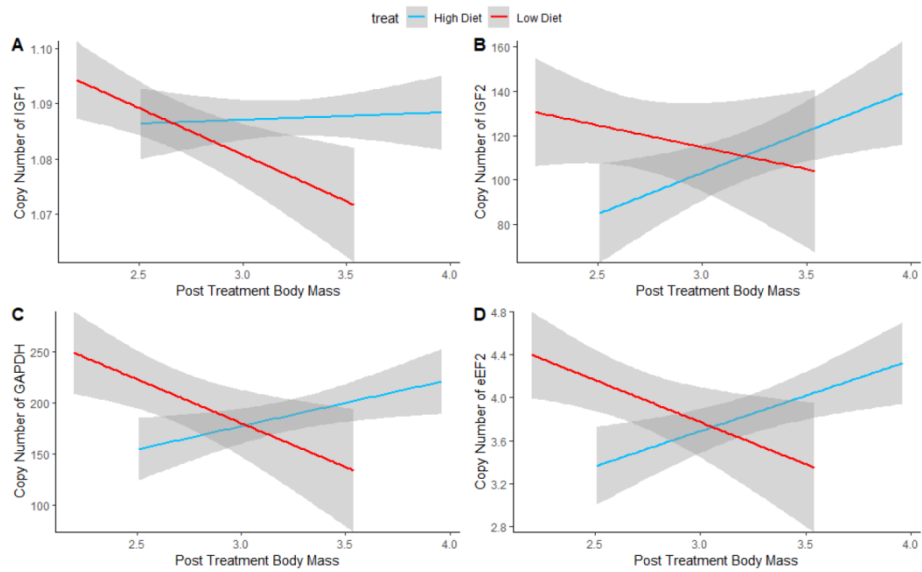 treat High Diet Low Diet
A
1.10
1.09
1.08
1.07
Copy Number of IGF1
2.5 3.0 3.5 4.0
Post Treatment Body Mass
B
160
140
120
100
80
Copy Number of IGF2
2.5 3.0 3.5 4.0
Post Treatment Body Mass
C
250
200
150
100
Copy Number of GAPDH
2.5 3.0 3.5 4.0
Post Treatment Body Mass
D
4.8
4.4
4.0
3.6
3.2
2.8
Copy Number of eEF2
2.5 3.0 3.5 4.0
Post Treatment Body Mass